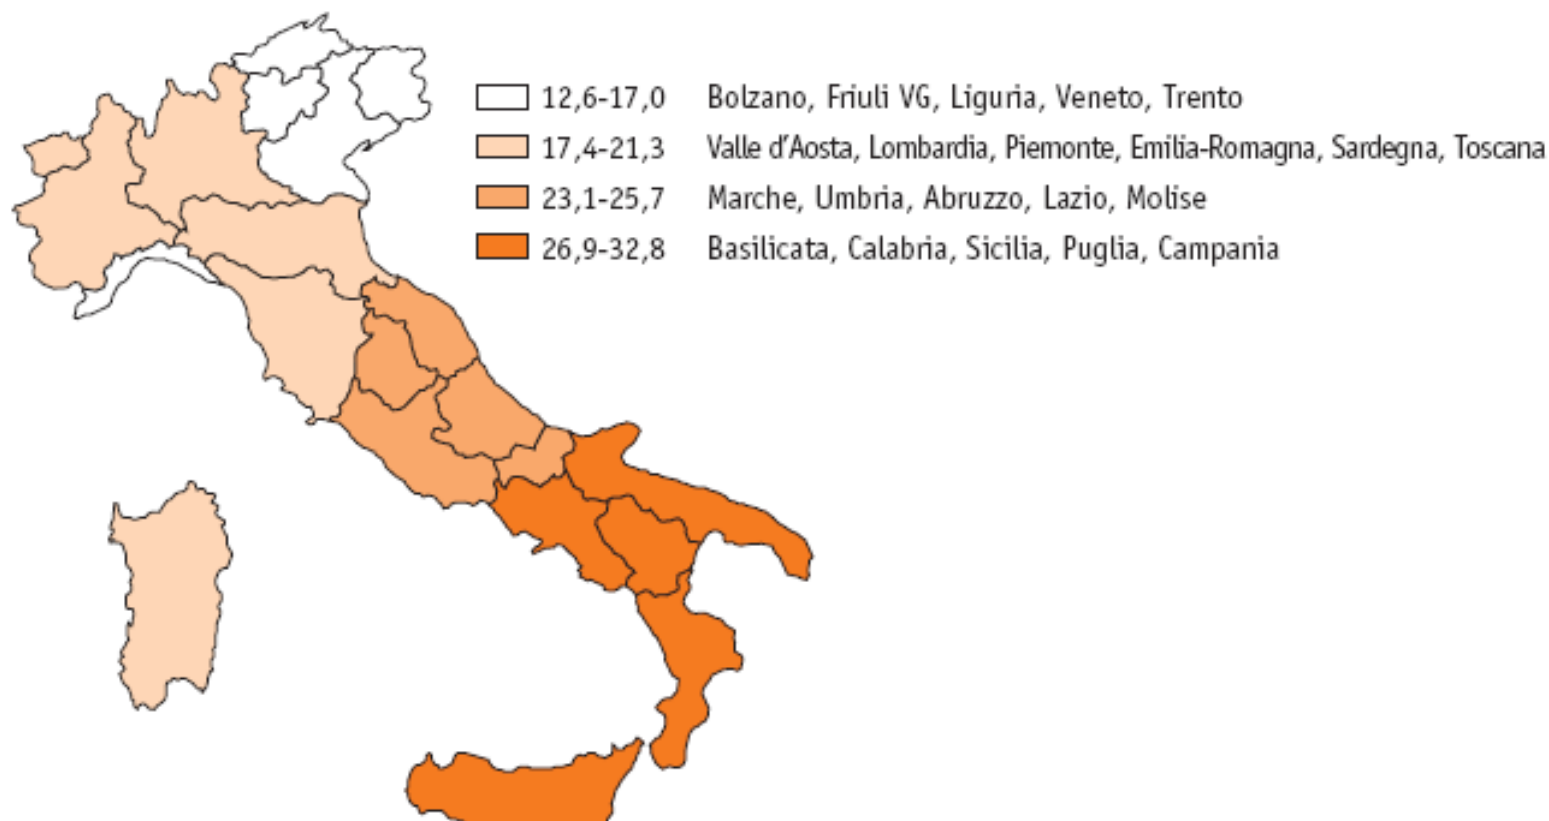 12,6-17,0 Bolzano, Friuli VG, Liguria, Veneto, Trento
17,4-21,3 Valle d'Aosta, Lombardia, Piemonte, Emilia-Romagna, Sardegna, Toscana
23,1-25,7 Marche, Umbria, Abruzzo, Lazio, Molise
26,9-32,8 Basilicata, Calabria, Sicilia, Puglia, Campania